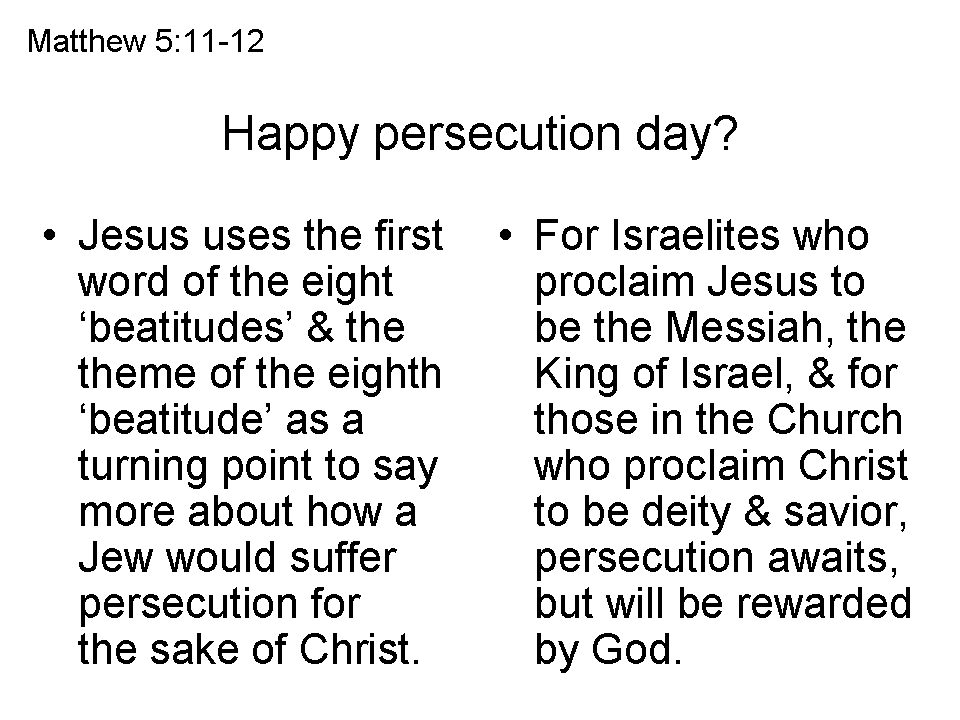 Matthew 5:11-12
Happy persecution day?
• Jesus uses the first
word of the eight
‘beatitudes’ & the
theme of the eighth
‘beatitude’ as a
turning point to say
more about how a
Jew would suffer
persecution for
the sake of Christ.
• For Israelites who
proclaim Jesus to
be the Messiah, the
King of Israel, & for
those in the Church
who proclaim Christ
to be deity & savior,
persecution awaits,
but will be rewarded
by God.